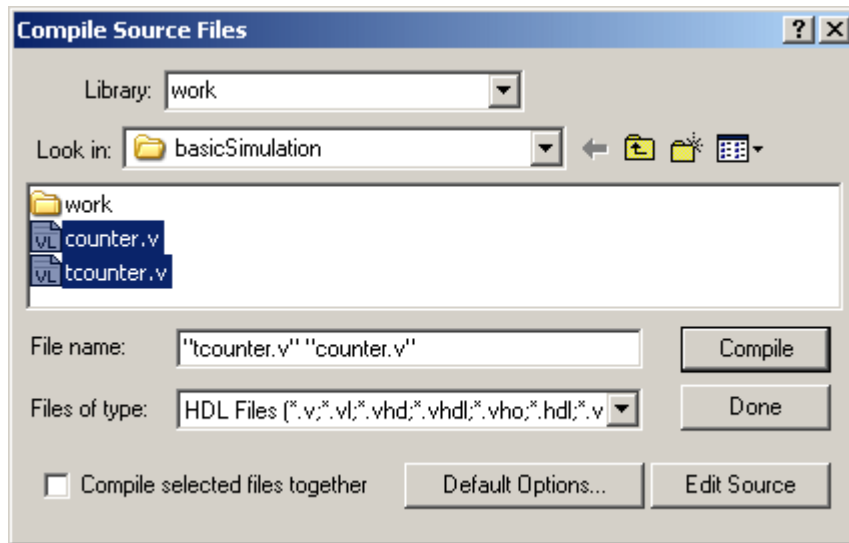 Compile Source Files
Library: work
Look in: basicSimulation
work
counter.v
tcounter.v
File name: "tcounter.v" "counter.v" Compile
Files of type: HDL Files (*.v;*.vl;*.vhd;*.vhdl;*.vho;*.hdl;*.v Done
Compile selected files together Default Options... Edit Source